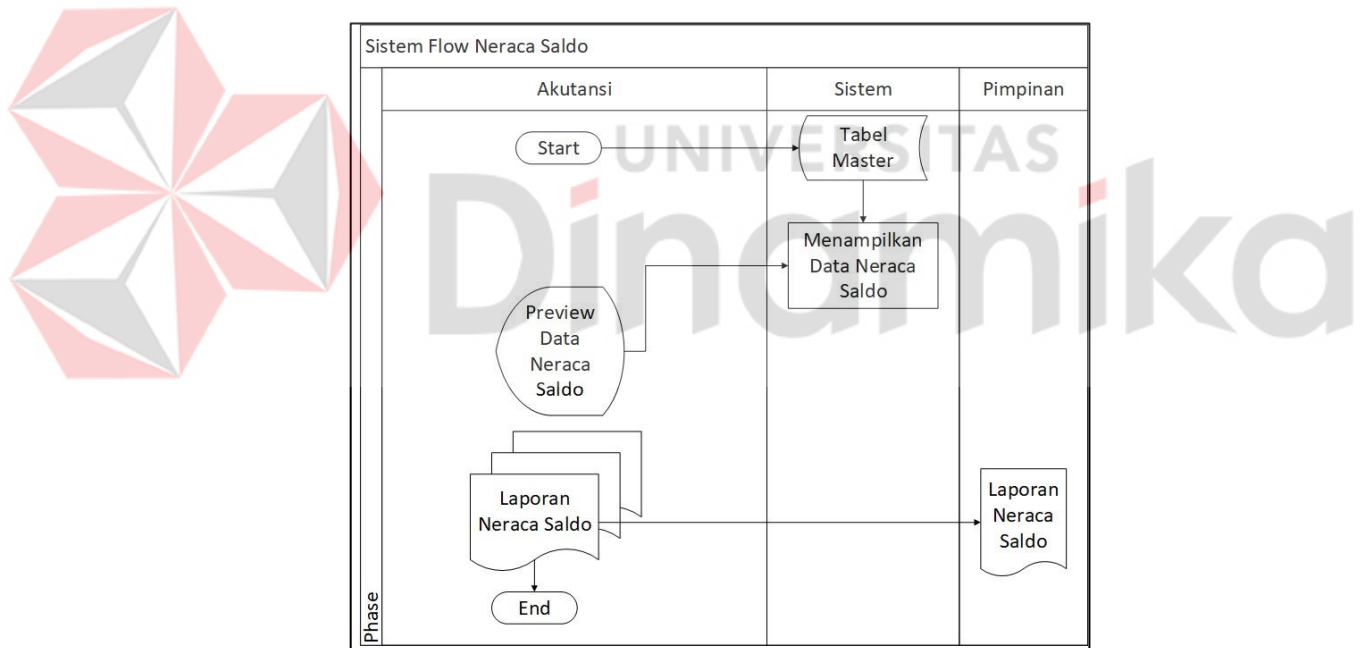 Sistem Flow Neraca Saldo
Akutansi
Sistem
Pimpinan
Start
Tabel
Master
UNIVERSITAS
Dinamika
Menampilkan
Data Neraca
Saldo
Preview
Data
Neraca
Saldo
Laporan
Neraca Saldo
Laporan
Neraca
Saldo
End
Phase